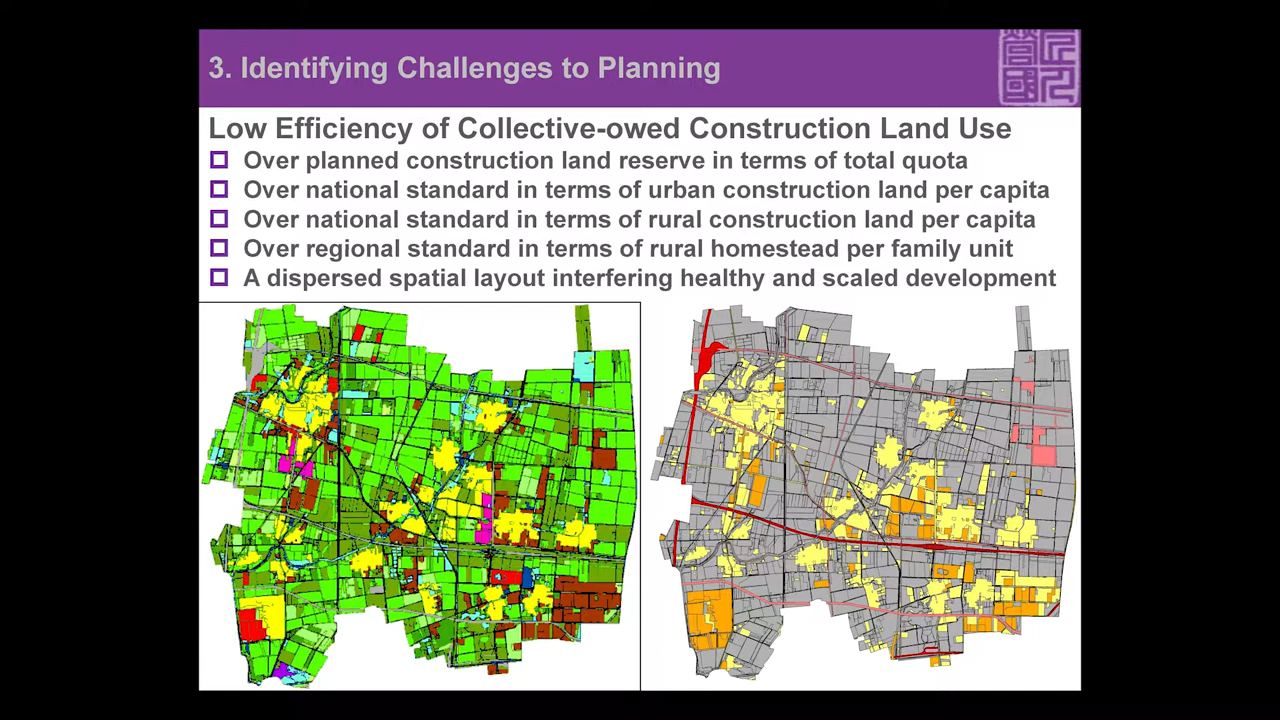 3. Identifying Challenges to Planning
Low Efficiency of Collective-owed Construction Land Use
Over planned construction land reserve in terms of total quota
Over national standard in terms of urban construction land per capita
Over national standard in terms of rural construction land per capita
Over regional standard in terms of rural homestead per family unit
A dispersed spatial layout interfering healthy and scaled development